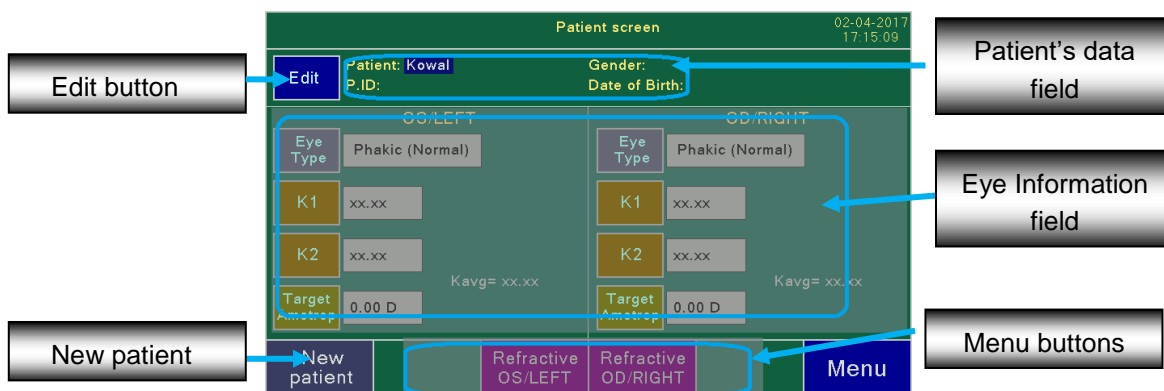 Patient screen
02-04-2017
17:15:09
Edit button
Edit
Patient: Kowal
P.ID:
Gender:
Date of Birth:
Patient's data
field
OS/LEFT
OD/RIGHT
Eye
Type
Phakic (Normal)
Eye
Type
Phakic (Normal)
K1
xx.xx
K1
xx.xx
Eye Information
field
K2
xx.xx
K2
xx.xx
Kavg= xx.xx
Kavg= xx.xx
Target
Ametrop
0.00 D
Target
Ametrop
0.00 D
New patient
New
patient
Refractive
OS/LEFT
Refractive
OD/RIGHT
Menu
Menu buttons